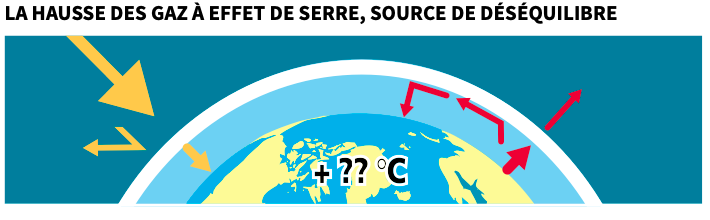 LA HAUSSE DES GAZ À EFFET DE SERRE, SOURCE DE DÉSÉQUILIBRE
+ ?? °C